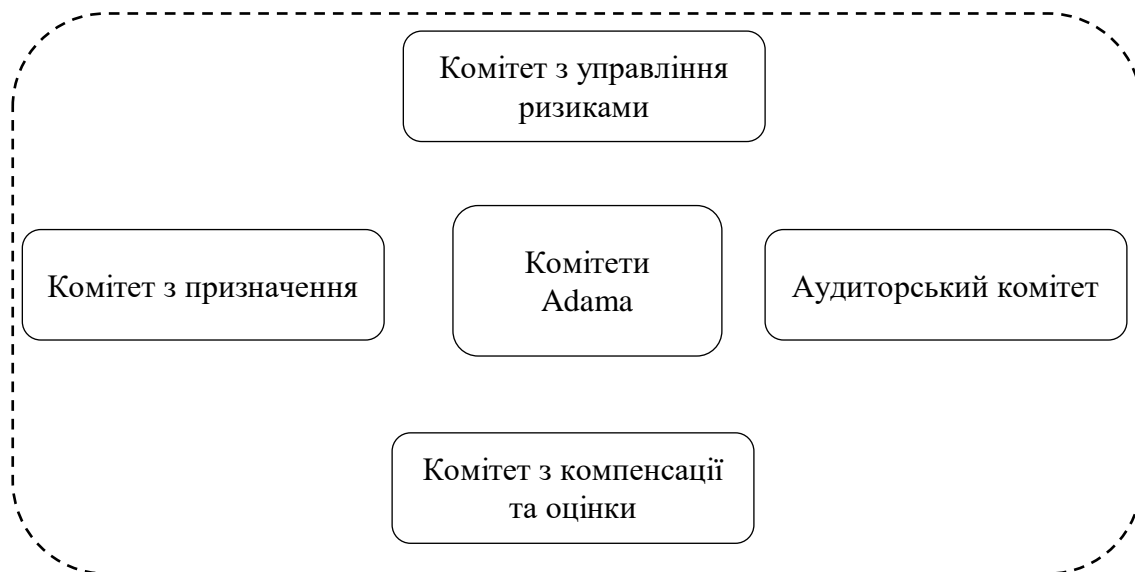 Комітет з управління
ризиками
Комітет з призначення
Комітети
Adama
Аудиторський комітет
Комітет з компенсації
та оцінки